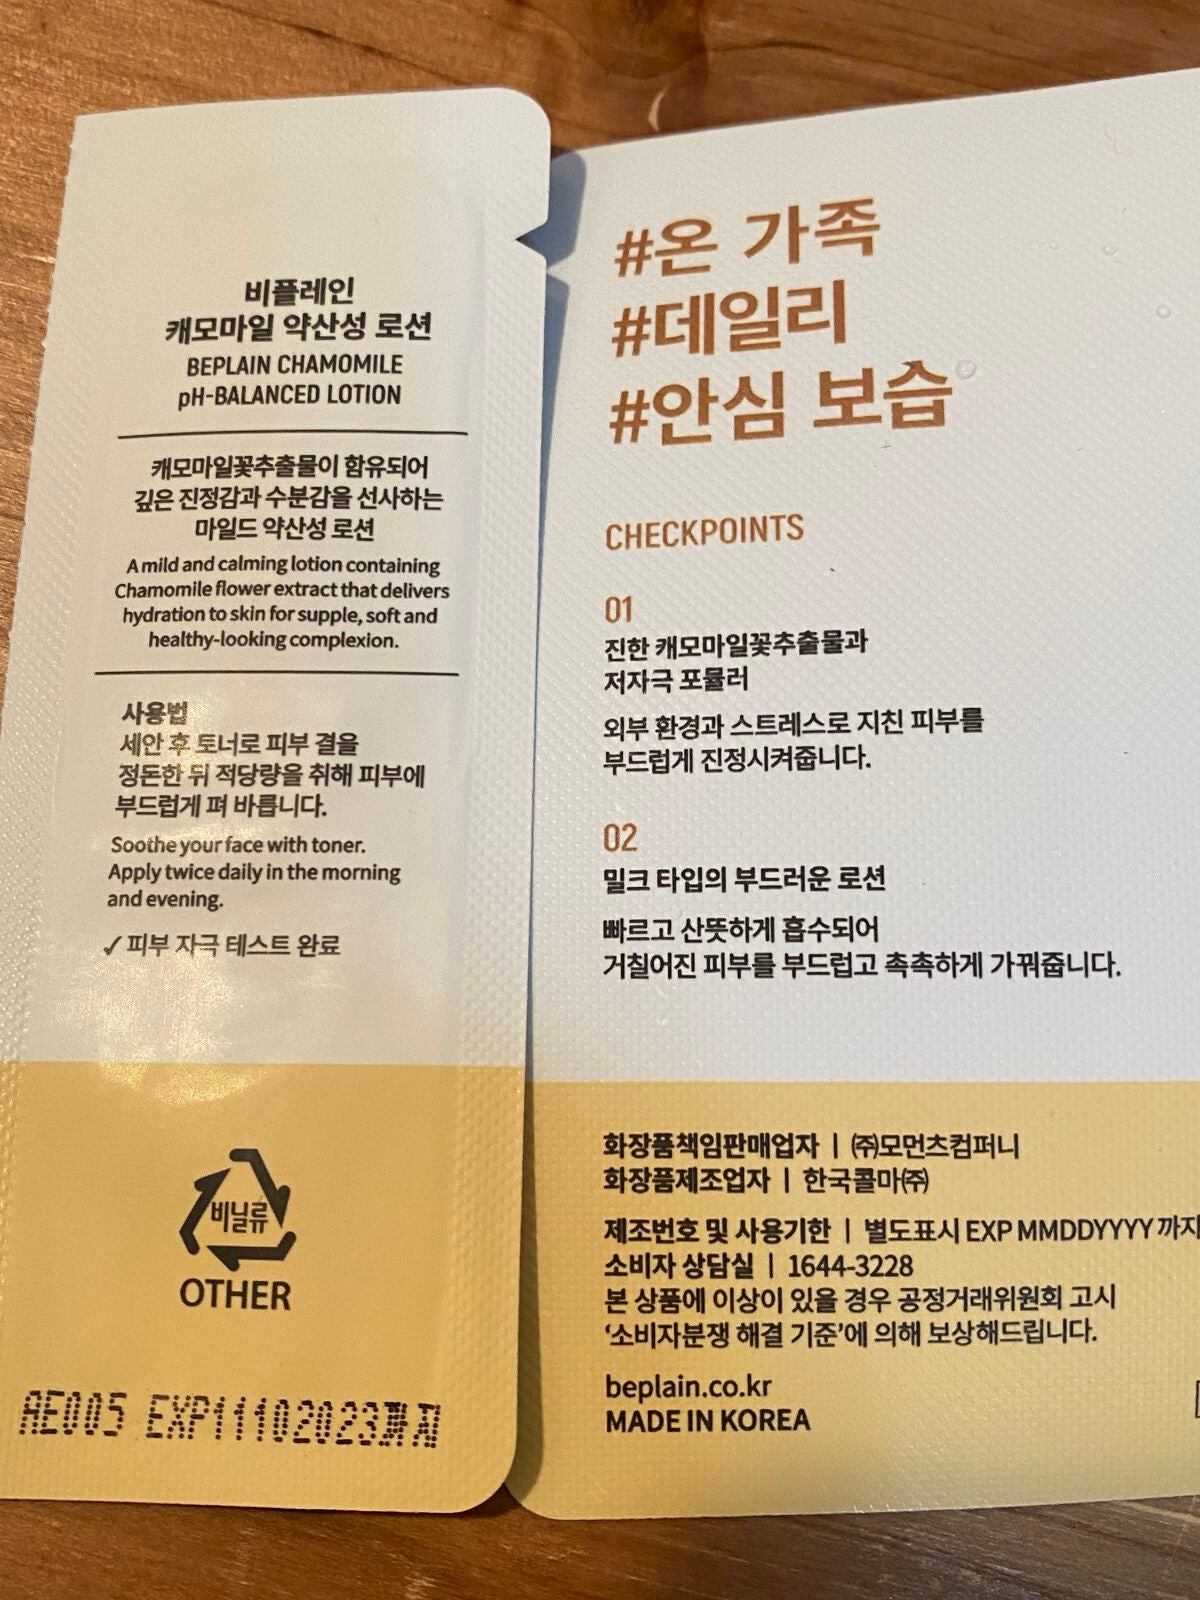 비플레인
캐모마일 약산성 로션
BEPLAIN CHAMOMILE
pH-BALANCED LOTION
캐모마일꽃추출물이 함유되어
깊은 진정감과 수분감을 선사하는
마일드 약산성 로션
A mild and calming lotion containing
Chamomile flower extract that delivers
hydration to skin for supple, soft and
healthy-looking complexion.
사용법
세안 후 토너로 피부 결을
정돈한 뒤 적당량을 취해 피부에
부드럽게 펴 바릅니다.
Soothe your face with toner.
Apply twice daily in the morning
and evening.
✓ 피부 자극 테스트 완료
비닐류
OTHER
AE005 EXP11102023까지
#온 가족
#데일리
#안심 보습
CHECKPOINTS
01
진한 캐모마일꽃추출물과
저자극 포뮬러
외부 환경과 스트레스로 지친 피부를
부드럽게 진정시켜줍니다.
02
밀크 타입의 부드러운 로션
빠르고 산뜻하게 흡수되어
거칠어진 피부를 부드럽고 촉촉하게 가꿔줍니다.
화장품책임판매업자 | ㈜모먼츠컴퍼니
화장품제조업자 | 한국콜마㈜
제조번호 및 사용기한 | 별도표시 EXP MMDDYYYY 까지
소비자 상담실 | 1644-3228
본 상품에 이상이 있을 경우 공정거래위원회 고시
‘소비자분쟁 해결 기준’에 의해 보상해드립니다.
beplain.co.kr
MADE IN KOREA